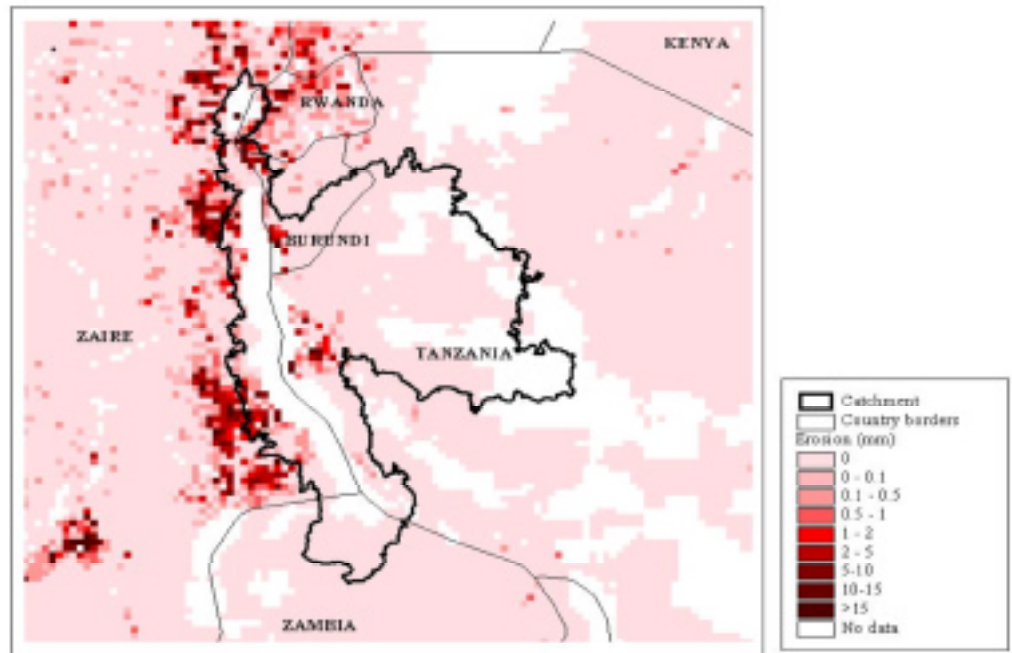 KENYA
RWANDA
BURUNDI
ZAIRE
TANZANIA
ZAMBIA
Catchment
Country borders
Erosion (mm)
0
0 - 0.1
0.1 - 0.5
0.5 - 1
1 - 2
2 - 5
5-10
10-15
>15
No data